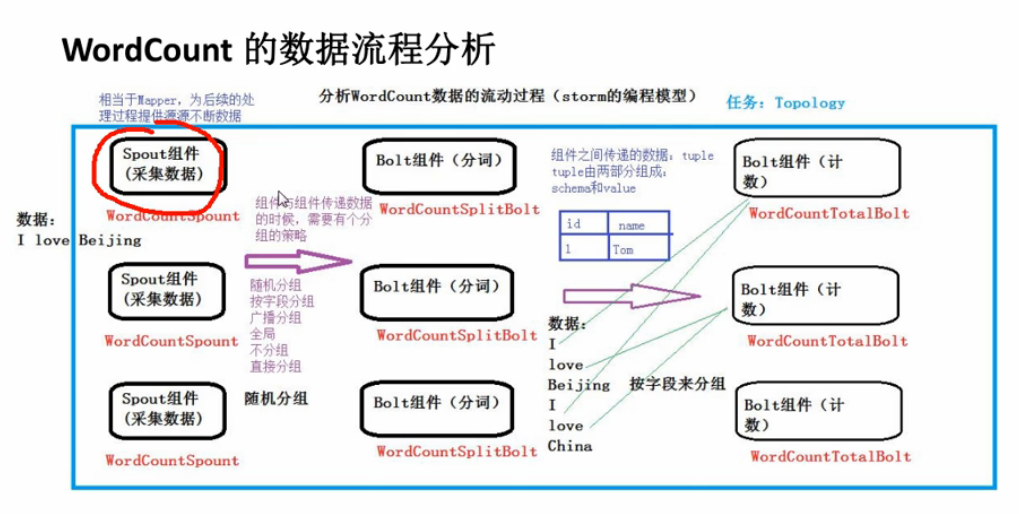 WordCount 的数据流程分析
相当于Mapper，为后续的处
理过程提供源源不断数据
分析WordCount数据的流动过程（storm的编程模型）
任务：Topology
Spout组件
(采集数据)
WordCountSpount
数据：
I love Beijing
组件与组件传递数据
的时候，需要有个分
组的策略
Bolt组件（分词）
WordCountSplitBolt
组件之间传递的数据：tuple
tuple由两部分组成：
schema和value
id name
1 Tom
Bolt组件（计
数）
WordCountTotalBolt
Spout组件
(采集数据)
WordCountSpount
随机分组
按字段分组
广播分组
全局
不分组
直接分组
Bolt组件（分词）
WordCountSplitBolt
数据：
I
love
Beijing
I
love
China
按字段来分组
Bolt组件（计
数）
WordCountTotalBolt
Spout组件
(采集数据)
WordCountSpount
随机分组
Bolt组件（分词）
WordCountSplitBolt
Bolt组件（计
数）
WordCountTotalBolt